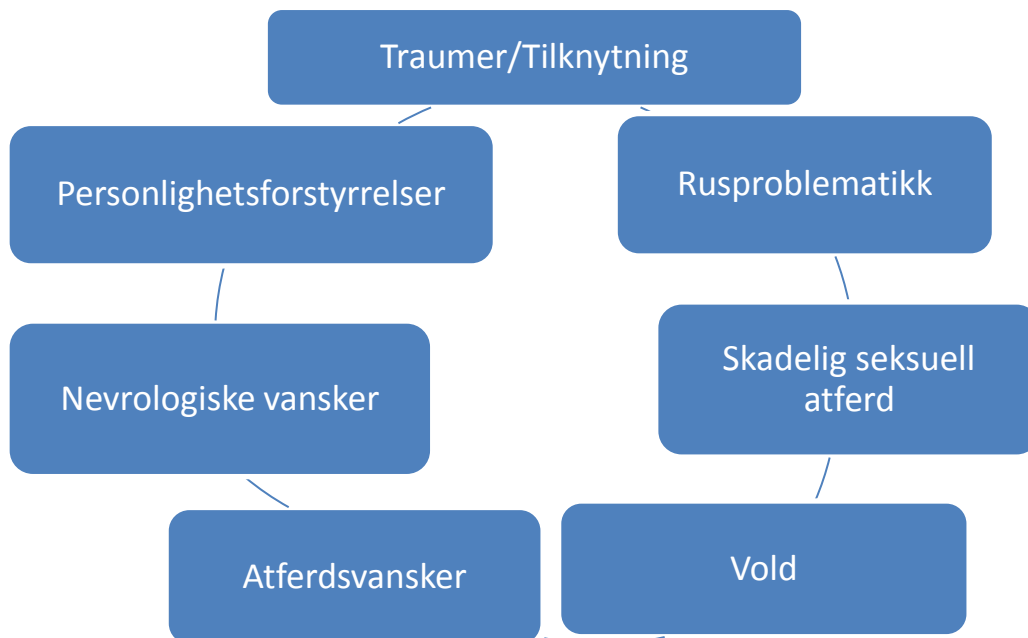 Traumer/Tilknytning
Personlighetsforstyrrelser
Rusproblematikk
Nevrologiske vansker
Skadelig seksuell
atferd
Atferdsvansker
Vold